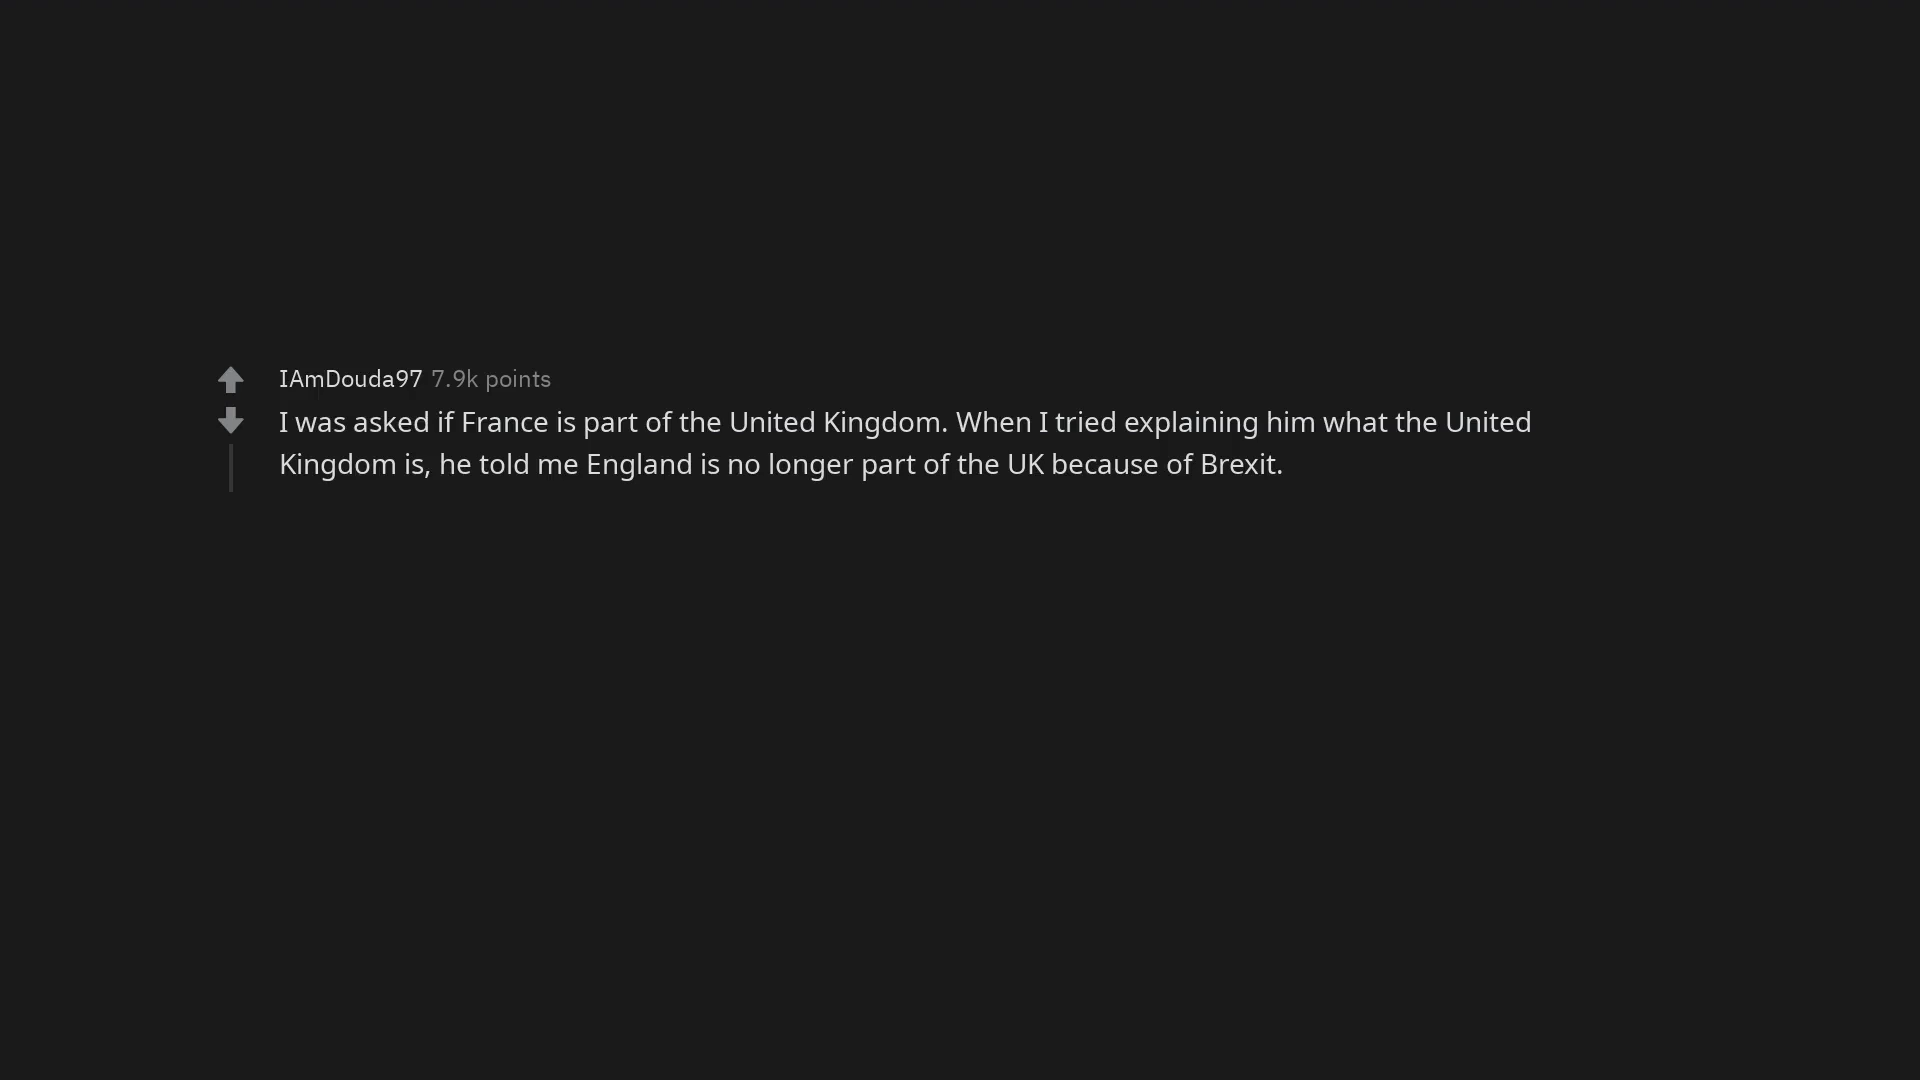 IAmDouda97 7.9k points
I was asked if France is part of the United Kingdom. When I tried explaining him what the United
Kingdom is, he told me England is no longer part of the UK because of Brexit.